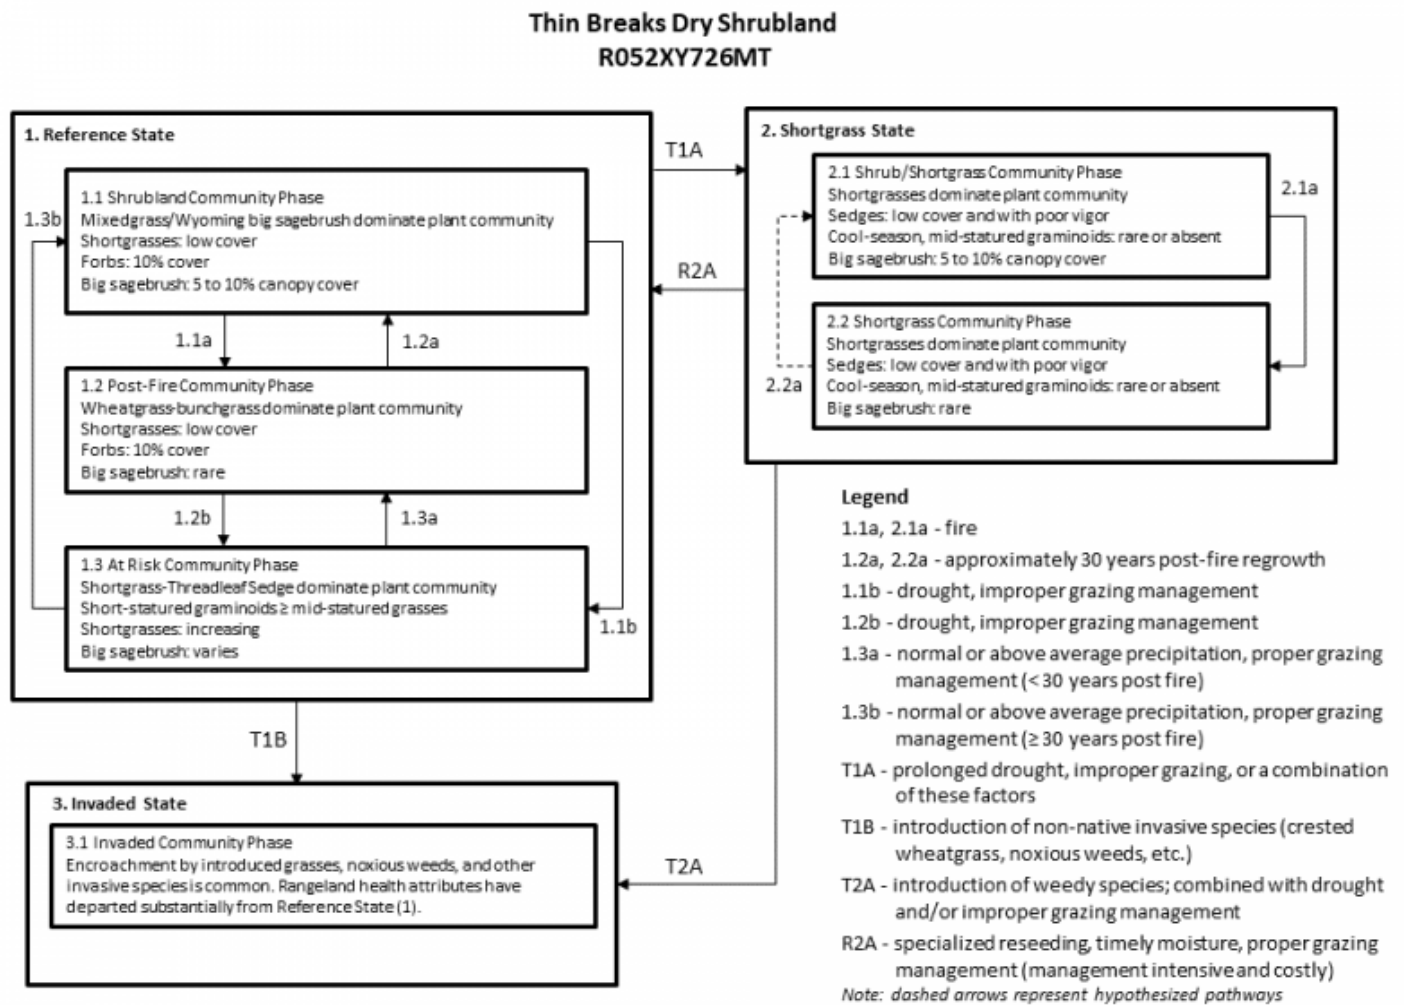 Thin Breaks Dry Shrubland
R052XY726MT
1. Reference State
1.1 Shrubland Community Phase
Mixedgrass/Wyoming big sagebrush dominate plant community
Shortgrasses: low cover
Forbs: 10% cover
Big sagebrush: 5 to 10% canopy cover
1.3b
1.1a
1.2a
1.2 Post-Fire Community Phase
Wheatgrass-bunchgrass dominate plant community
Shortgrasses: low cover
Forbs: 10% cover
Big sagebrush: rare
1.2b
1.3a
1.3 At Risk Community Phase
Shortgrass-Threadleaf Sedge dominate plant community
Short-statured graminoids ≥ mid-statured grasses
Shortgrasses: increasing
Big sagebrush: varies
1.1b
T1A
R2A
2. Shortgrass State
2.1 Shrub/Shortgrass Community Phase
Shortgrasses dominate plant community
Sedges: low cover and with poor vigor
Cool-season, mid-statured graminoids: rare or absent
Big sagebrush: 5 to 10% canopy cover
2.1a
2.2 Shortgrass Community Phase
Shortgrasses dominate plant community
Sedges: low cover and with poor vigor
Cool-season, mid-statured graminoids: rare or absent
Big sagebrush: rare
2.2a
T1B
3. Invaded State
3.1 Invaded Community Phase
Encroachment by introduced grasses, noxious weeds, and other
invasive species is common. Rangeland health attributes have
departed substantially from Reference State (1).
T2A
Legend
1.1a, 2.1a - fire
1.2a, 2.2a - approximately 30 years post-fire regrowth
1.1b - drought, improper grazing management
1.2b - drought, improper grazing management
1.3a - normal or above average precipitation, proper grazing
management (< 30 years post fire)
1.3b - normal or above average precipitation, proper grazing
management (≥ 30 years post fire)
T1A - prolonged drought, improper grazing, or a combination
of these factors
T1B - introduction of non-native invasive species (crested
wheatgrass, noxious weeds, etc.)
T2A - introduction of weedy species; combined with drought
and/or improper grazing management
R2A - specialized reseeding, timely moisture, proper grazing
management (management intensive and costly)
Note: dashed arrows represent hypothesized pathways